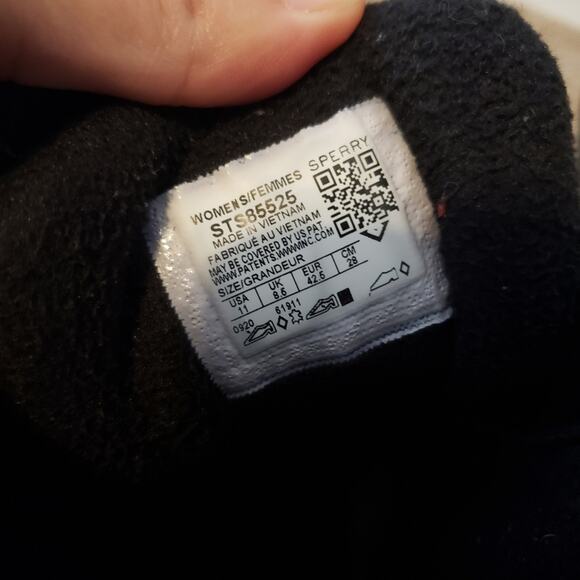 SPERRY
WOMENS/FEMMES
STS85525
MADE IN VIETNAM
FABRIQUÉ AU VIETNAM
MAY BE COVERED BY US PAT
WWW.PATENTS.WWWINC.COM
SIZE/GRANDEUR
USA UK EUR CM
11 8.5 42.5 28
0920 61911